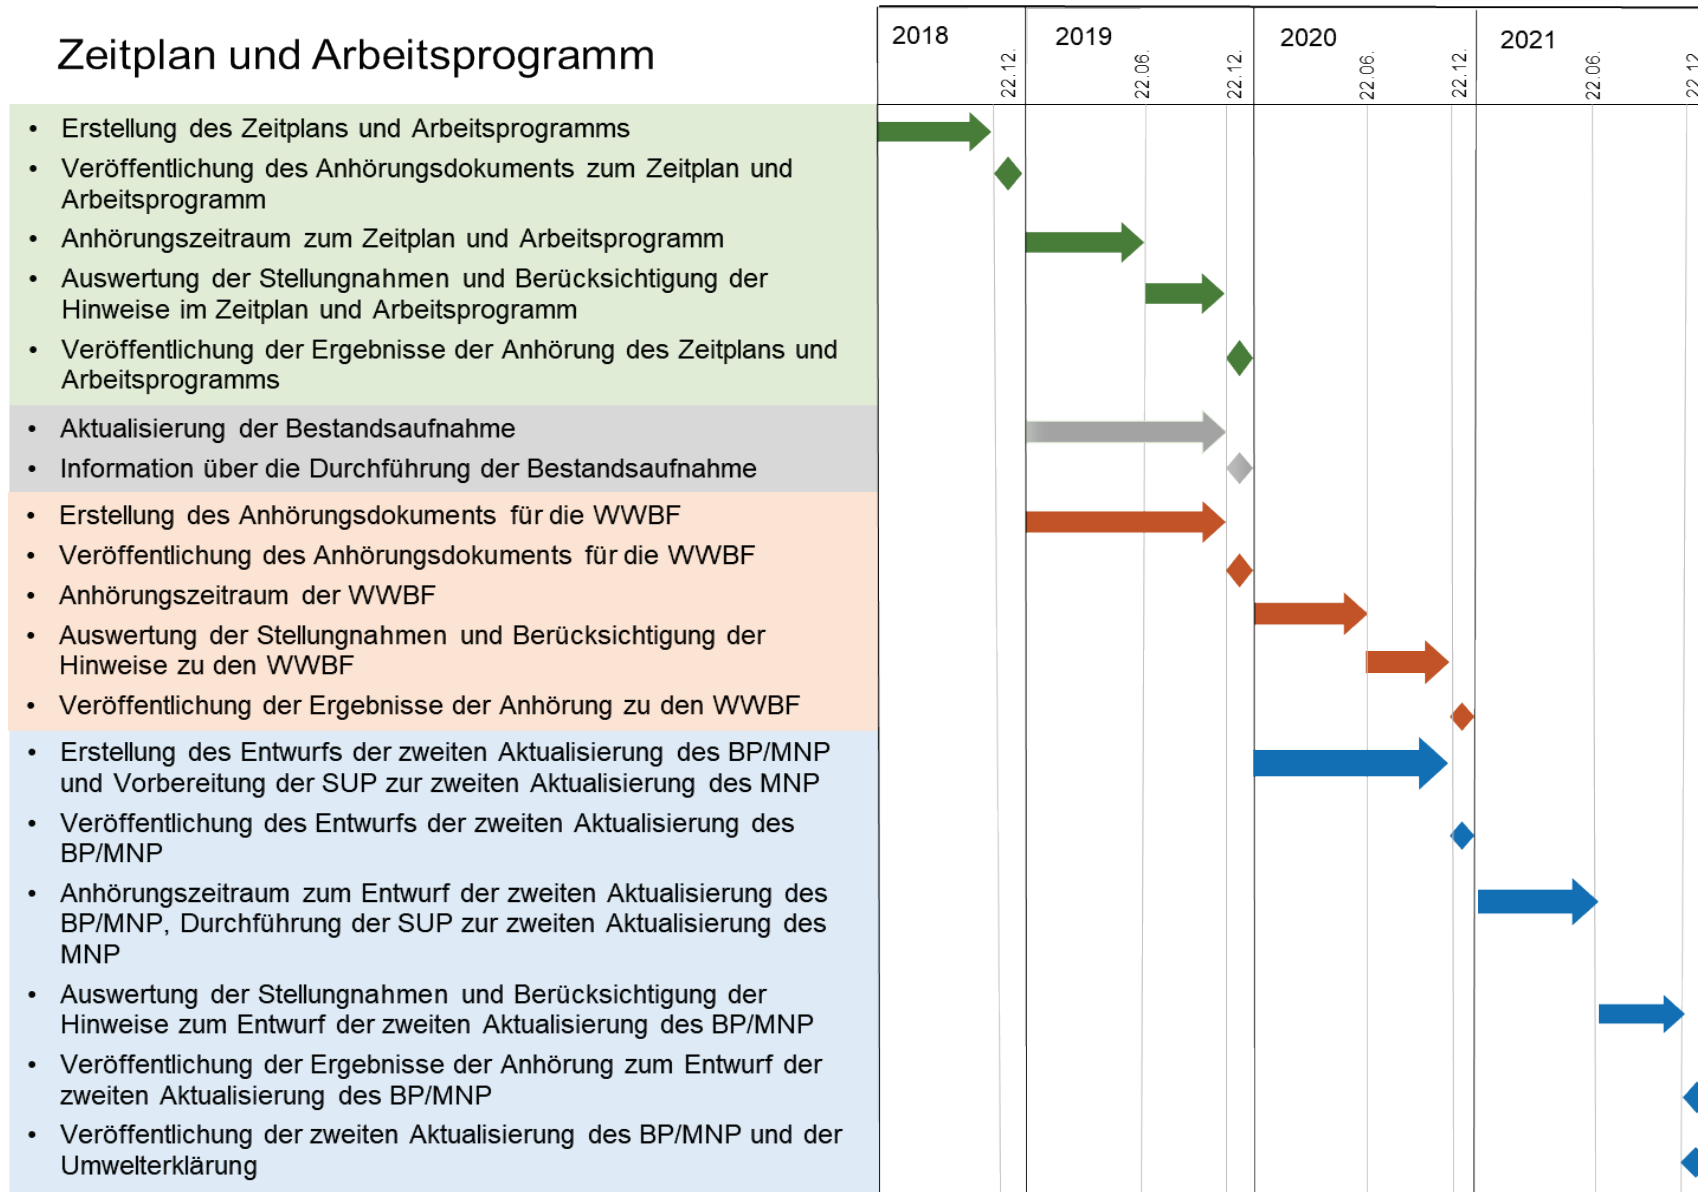 Zeitplan und Arbeitsprogramm
2018
2019
2020
2021
22.12.
22.06.
22.12.
22.06.
22.12.
22.06.
22.12
• Erstellung des Zeitplans und Arbeitsprogramms
• Veröffentlichung des Anhörungsdokuments zum Zeitplan und
Arbeitsprogramm
• Anhörungszeitraum zum Zeitplan und Arbeitsprogramm
• Auswertung der Stellungnahmen und Berücksichtigung der
Hinweise im Zeitplan und Arbeitsprogramm
• Veröffentlichung der Ergebnisse der Anhörung des Zeitplans und
Arbeitsprogramms
• Aktualisierung der Bestandsaufnahme
• Information über die Durchführung der Bestandsaufnahme
• Erstellung des Anhörungsdokuments für die WWBF
• Veröffentlichung des Anhörungsdokuments für die WWBF
• Anhörungszeitraum der WWBF
• Auswertung der Stellungnahmen und Berücksichtigung der
Hinweise zu den WWBF
• Veröffentlichung der Ergebnisse der Anhörung zu den WWBF
• Erstellung des Entwurfs der zweiten Aktualisierung des BP/MNP
und Vorbereitung der SUP zur zweiten Aktualisierung des MNP
• Veröffentlichung des Entwurfs der zweiten Aktualisierung des
BP/MNP
• Anhörungszeitraum zum Entwurf der zweiten Aktualisierung des
BP/MNP, Durchführung der SUP zur zweiten Aktualisierung des
MNP
• Auswertung der Stellungnahmen und Berücksichtigung der
Hinweise zum Entwurf der zweiten Aktualisierung des BP/MNP
• Veröffentlichung der Ergebnisse der Anhörung zum Entwurf der
zweiten Aktualisierung des BP/MNP
• Veröffentlichung der zweiten Aktualisierung des BP/MNP und der
Umwelterklärung